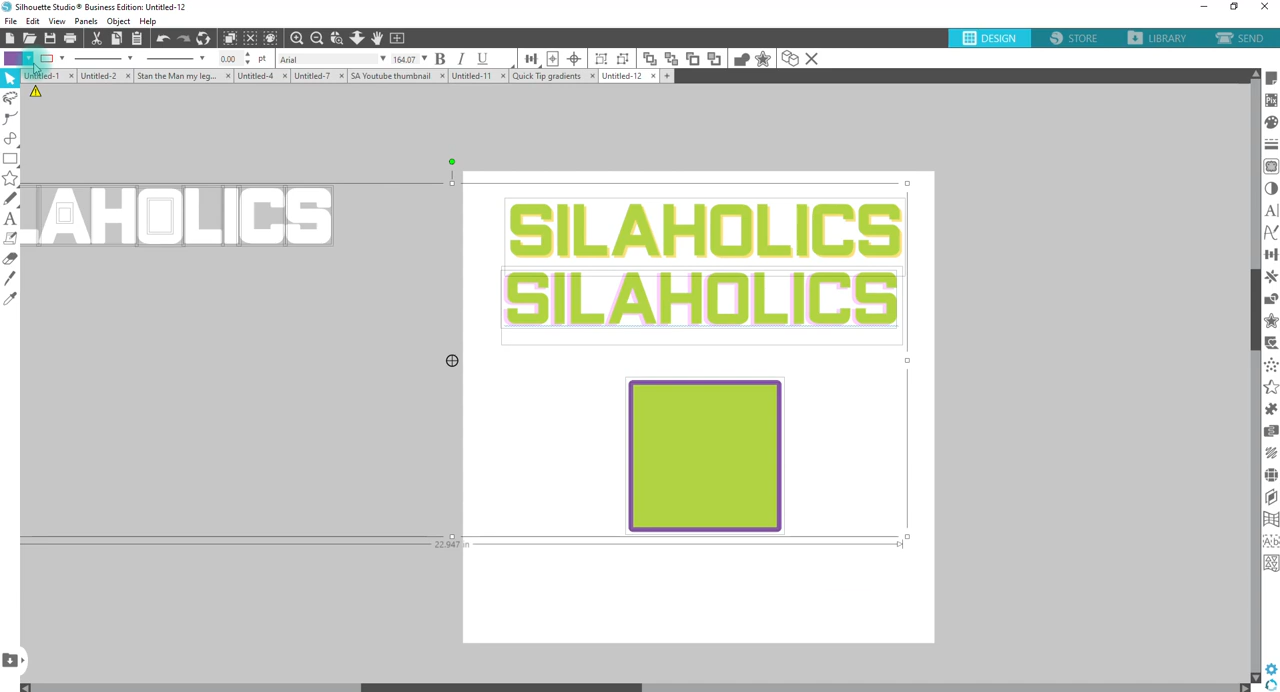 Silhouette Studio® Business Edition: Untitled-12
File Edit View Panels Object Help
DESIGN STORE LIBRARY SEND
0.00 pt Arial 164.07 B I U
Untitled-1 Untitled-2 Stan the Man my leg... Untitled-4 Untitled-7 SA Youtube thumbnail Untitled-11 Quick Tip gradients Untitled-12
LAHOLICS
SILAHOLICS
SILAHOLICS
22.947 in